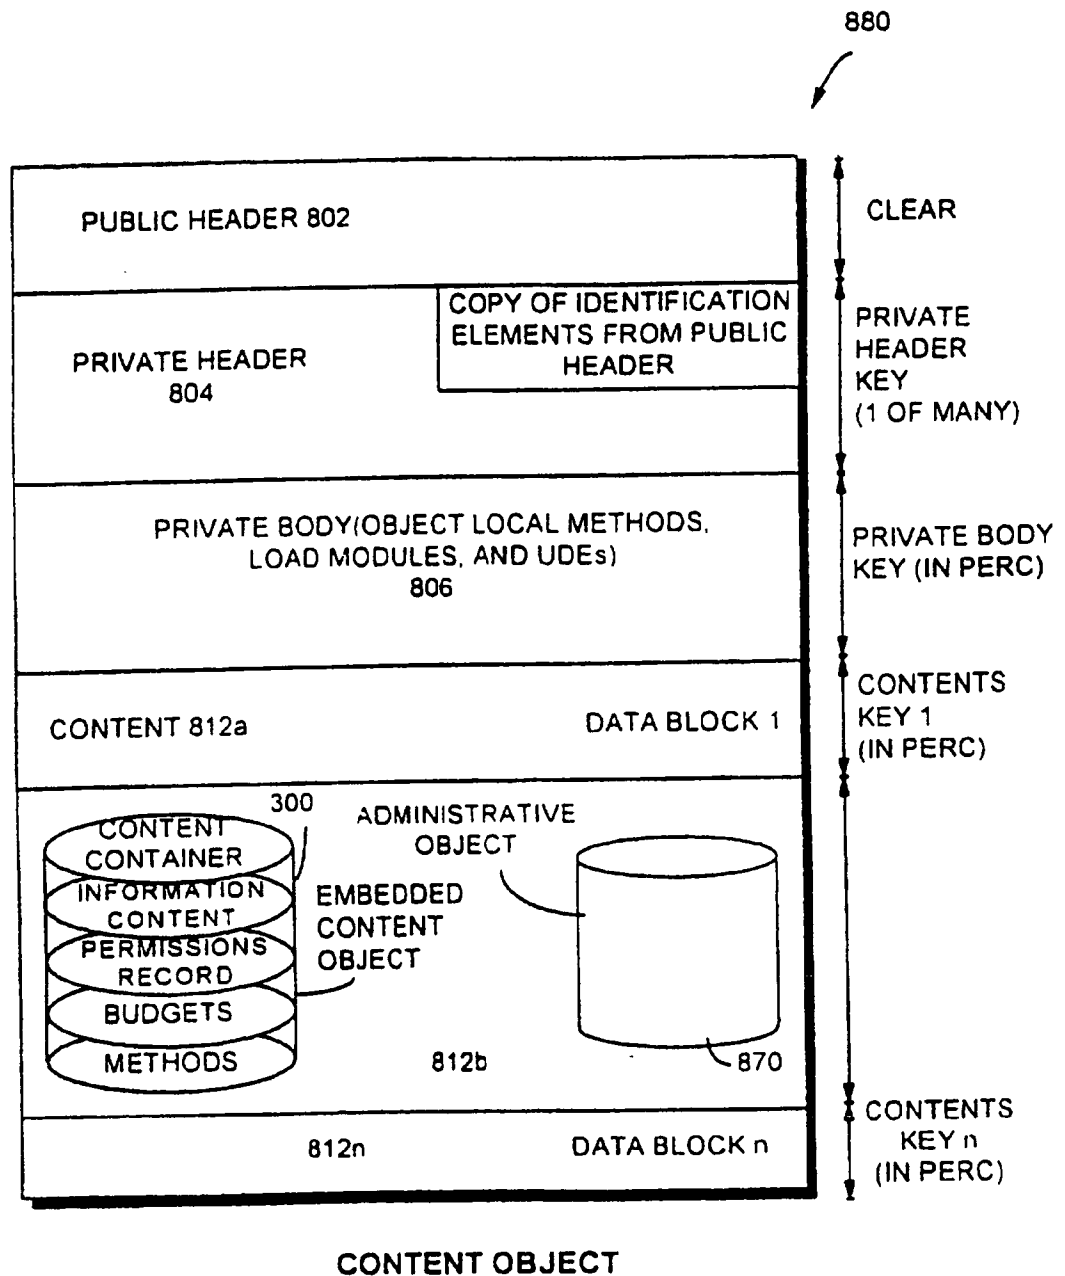 880
PUBLIC HEADER 802
CLEAR
COPY OF IDENTIFICATION
ELEMENTS FROM PUBLIC
HEADER
PRIVATE HEADER
804
PRIVATE
HEADER
KEY
(1 OF MANY)
PRIVATE BODY(OBJECT LOCAL METHODS,
LOAD MODULES, AND UDEs)
806
PRIVATE BODY
KEY (IN PERC)
CONTENT 812a
DATA BLOCK 1
CONTENTS
KEY 1
(IN PERC)
300
CONTENT
CONTAINER
INFORMATION
CONTENT
PERMISSIONS
RECORD
BUDGETS
METHODS
EMBEDDED
CONTENT
OBJECT
ADMINISTRATIVE
OBJECT
812b
870
812n
DATA BLOCK n
CONTENTS
KEY n
(IN PERC)
CONTENT OBJECT